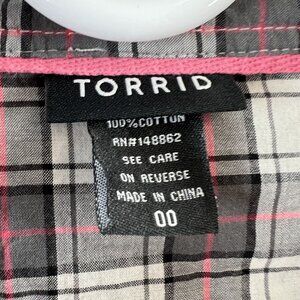 TORRID
100%COTTON
RN#148862
SEE CARE
ON REVERSE
MADE IN CHINA
00